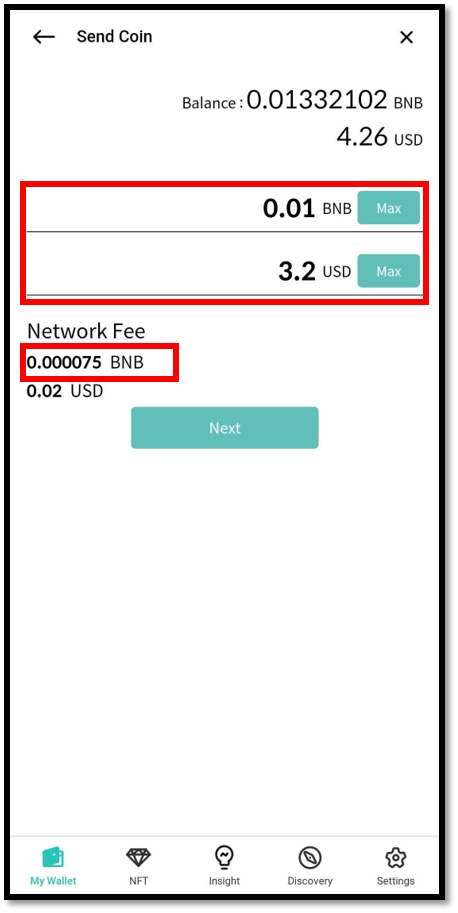 Send Coin
Balance : 0.01332102 BNB
4.26 USD
0.01 BNB Max
3.2 USD Max
Network Fee
0.000075 BNB
0.02 USD
Next
My Wallet NFT Insight Discovery Settings